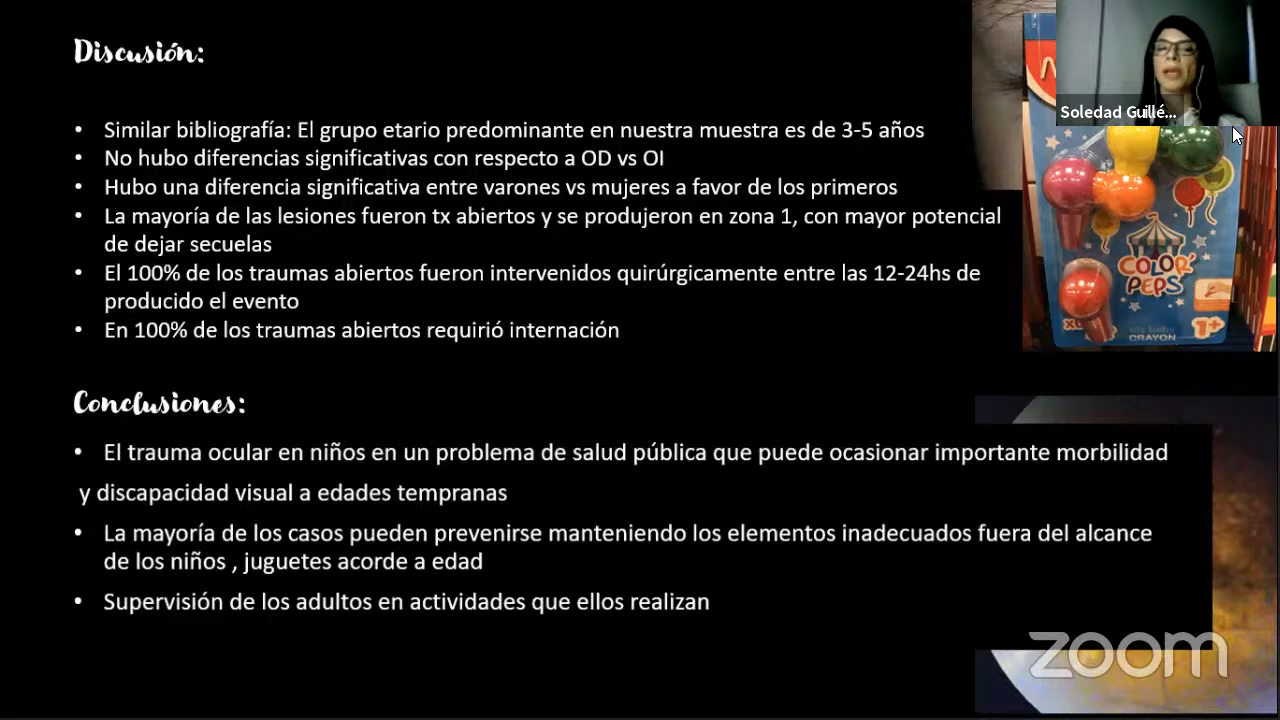 Discusión:
• Similar bibliografía: El grupo etario predominante en nuestra muestra es de 3-5 años
• No hubo diferencias significativas con respecto a OD vs OI
• Hubo una diferencia significativa entre varones vs mujeres a favor de los primeros
• La mayoría de las lesiones fueron tx abiertos y se produjeron en zona 1, con mayor potencial
de dejar secuelas
• El 100% de los traumas abiertos fueron intervenidos quirúrgicamente entre las 12-24hs de
producido el evento
• En 100% de los traumas abiertos requirió internación
Conclusiones:
• El trauma ocular en niños en un problema de salud pública que puede ocasionar importante morbilidad
y discapacidad visual a edades tempranas
• La mayoría de los casos pueden prevenirse manteniendo los elementos inadecuados fuera del alcance
de los niños , juguetes acorde a edad
• Supervisión de los adultos en actividades que ellos realizan
Soledad Guillé...
COLOR'
PEPS
baby
CRAYON
1+
zoom